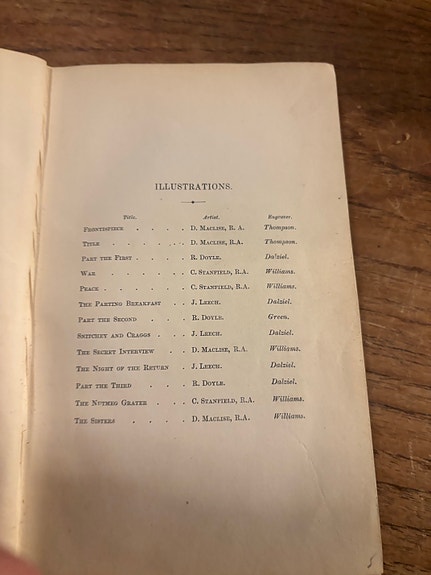 ILLUSTRATIONS.
Title. Artist. Engraver.
Frontispiece . . . . D. Maclise, R. A. Thompson.
Title . . . . . . D. Maclise, R.A. Thompson.
Part the First . . . . R. Doyle. Dalziel.
War . . . . . . C. Stanfield, R.A. Williams.
Peace . . . . . . C. Stanfield, R.A. Williams.
The Parting Breakfast . . J. Leech. Dalziel.
Part the Second . . . R. Doyle. Green.
Snitchey and Craggs . . . J. Leech. Dalziel.
The Secret Interview . . D. Maclise, R.A. Williams.
The Night of the Return . . J. Leech. Dalziel.
Part the Third . . . R. Doyle. Dalziel.
The Nutmeg Grater . . . C. Stanfield, R.A. Williams.
The Sisters . . . . D. Maclise, R.A. Williams.